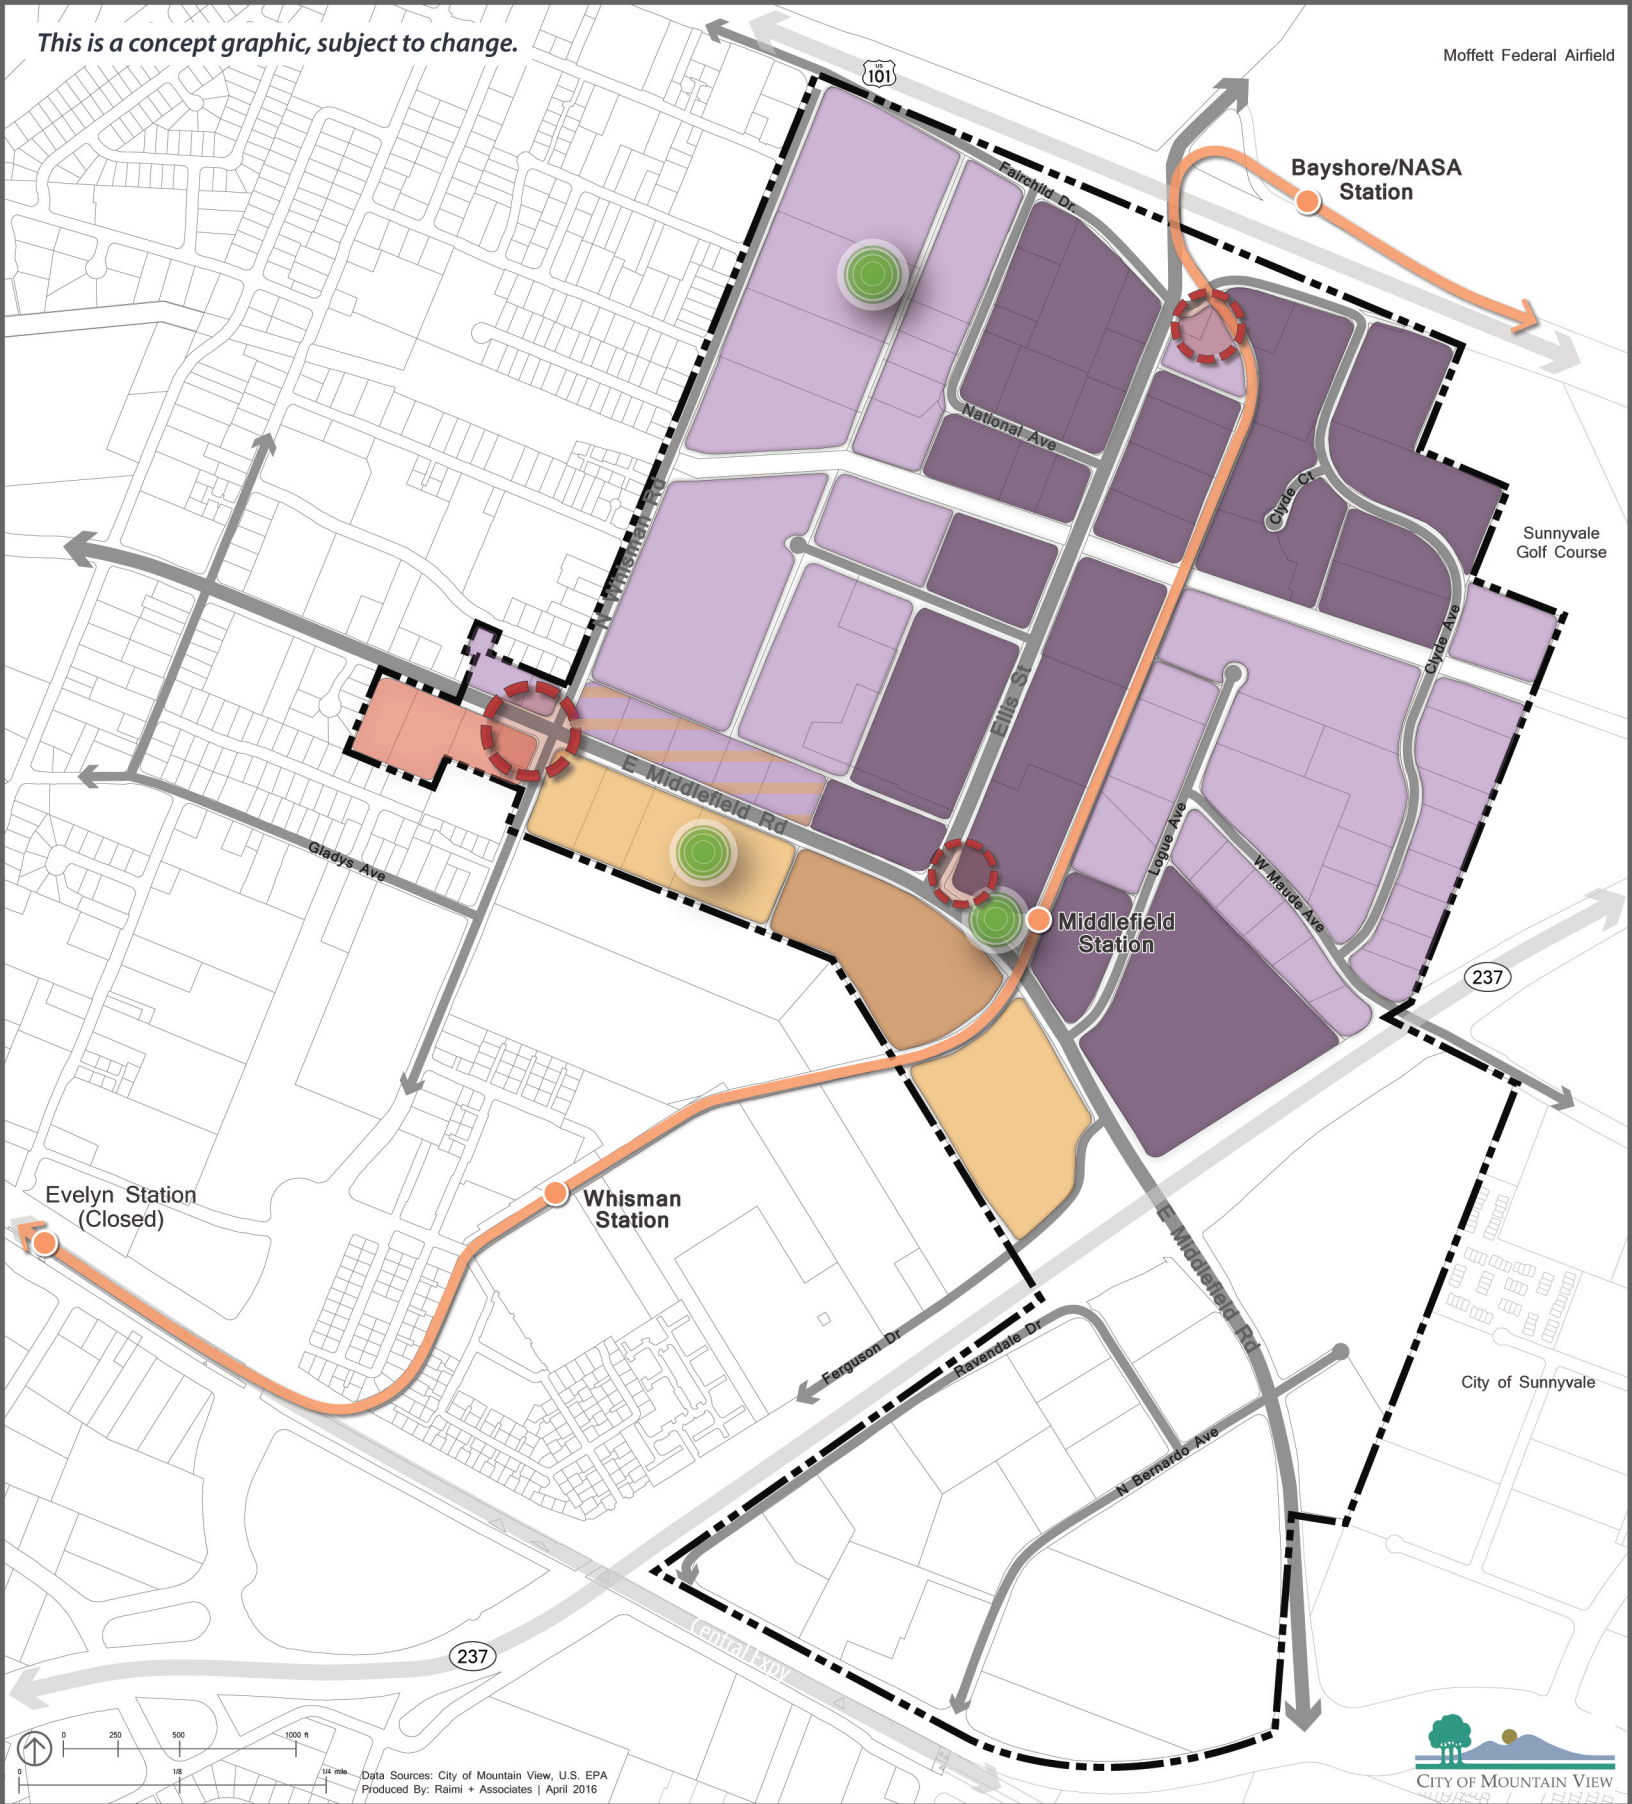 This is a concept graphic, subject to change.
US
101
Moffett Federal Airfield
Bayshore/NASA
Station
Fairchild Dr.
National Ave
Clyde Ct
Sunnyvale
Golf Course
N Whisman Rd
Clyde Ave
Ellis St
E Middlefield Rd
Gladys Ave
Logue Ave
W Maude Ave
Middlefield
Station
237
Evelyn Station
(Closed)
Whisman
Station
E Middlefield Rd
Ferguson Dr
Ravendale Dr
City of Sunnyvale
N Bernardo Ave
Central Expy
237
0 250 500 1000 ft
0 1/8 1/4 mile
Data Sources: City of Mountain View, U.S. EPA
Produced By: Raimi + Associates | April 2016
CITY OF MOUNTAIN VIEW